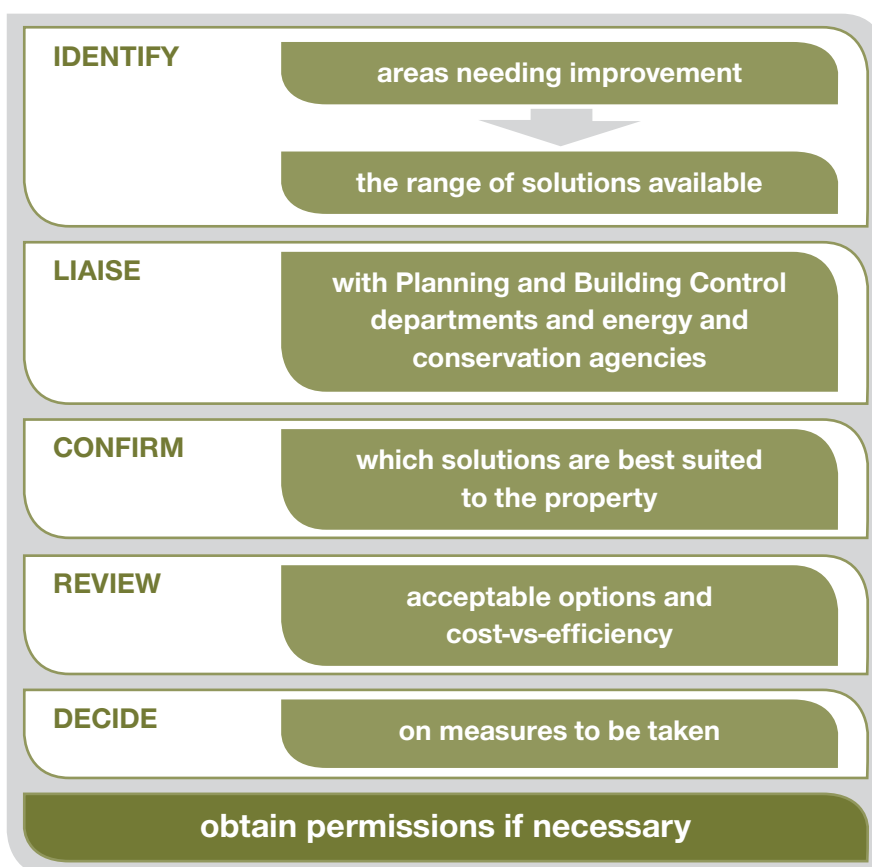 IDENTIFY
areas needing improvement
the range of solutions available
LIAISE
with Planning and Building Control
departments and energy and
conservation agencies
CONFIRM
which solutions are best suited
to the property
REVIEW
acceptable options and
cost-vs-efficiency
DECIDE
on measures to be taken
obtain permissions if necessary